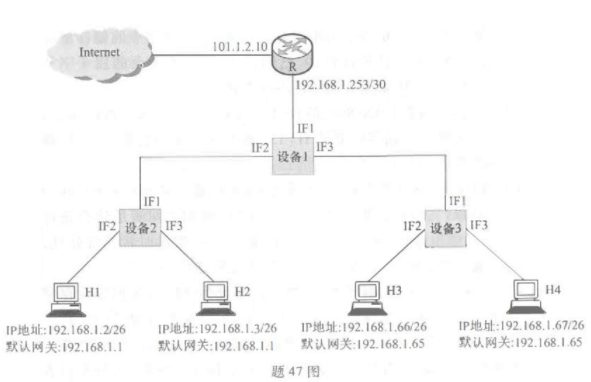 Internet
101.1.2.10
R
192.168.1.253/30
IF1
IF2 设备1 IF3
IF1
IF2 设备2 IF3
IF1
IF2 设备3 IF3
H1
H2
H3
H4
IP地址:192.168.1.2/26
默认网关:192.168.1.1
IP地址:192.168.1.3/26
默认网关:192.168.1.1
IP地址:192.168.1.66/26
默认网关:192.168.1.65
IP地址:192.168.1.67/26
默认网关:192.168.1.65
题 47 图